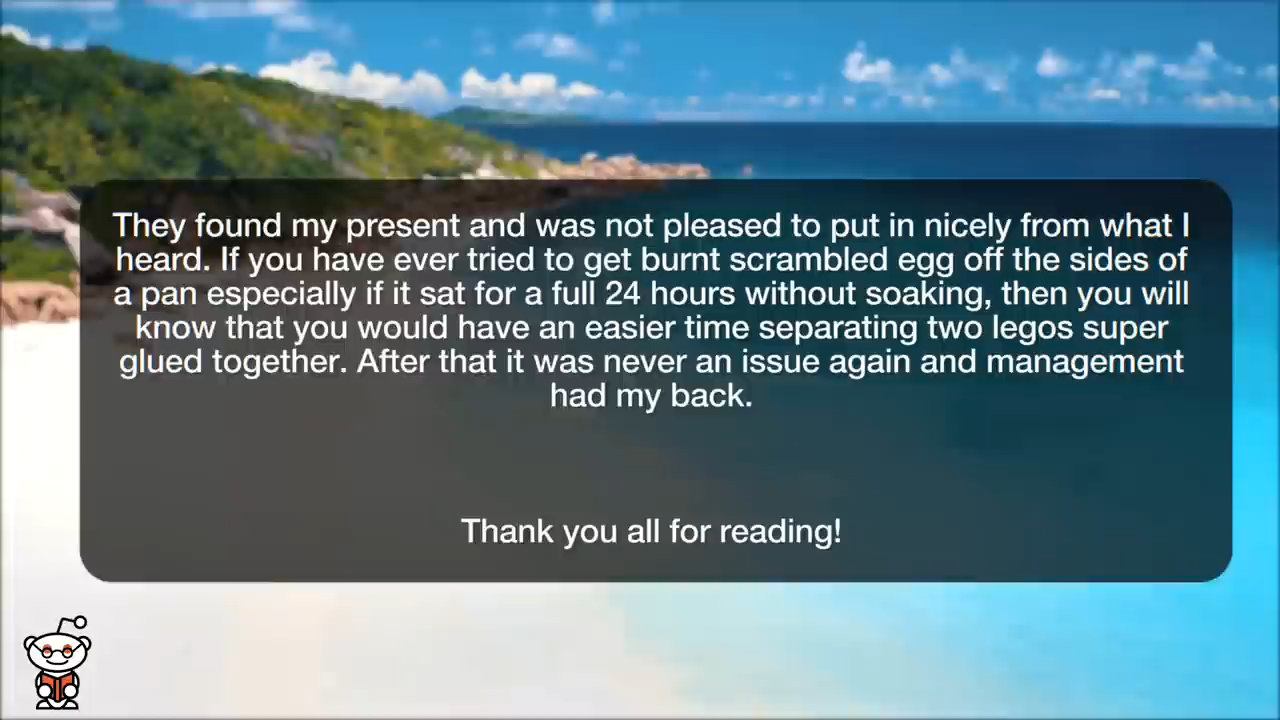 They found my present and was not pleased to put in nicely from what I
heard. If you have ever tried to get burnt scrambled egg off the sides of
a pan especially if it sat for a full 24 hours without soaking, then you will
know that you would have an easier time separating two legos super
glued together. After that it was never an issue again and management
had my back.
Thank you all for reading!